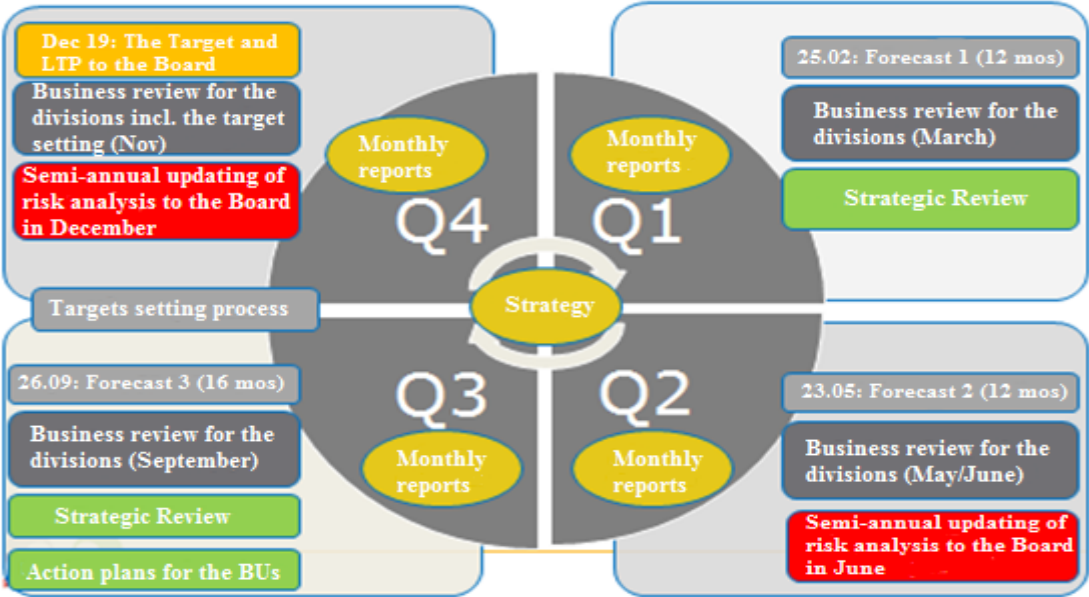 Dec 19: The Target and
LTP to the Board
Business review for the
divisions incl. the target
setting (Nov)
Semi-annual updating of
risk analysis to the Board
in December
Monthly
reports
Q4
Monthly
reports
Q1
25.02: Forecast 1 (12 mos)
Business review for the
divisions (March)
Strategic Review
Targets setting process
Strategy
26.09: Forecast 3 (16 mos)
Business review for the
divisions (September)
Strategic Review
Action plans for the BUs
Q3
Monthly
reports
Q2
Monthly
reports
23.05: Forecast 2 (12 mos)
Business review for the
divisions (May/June)
Semi-annual updating of
risk analysis to the Board
in June